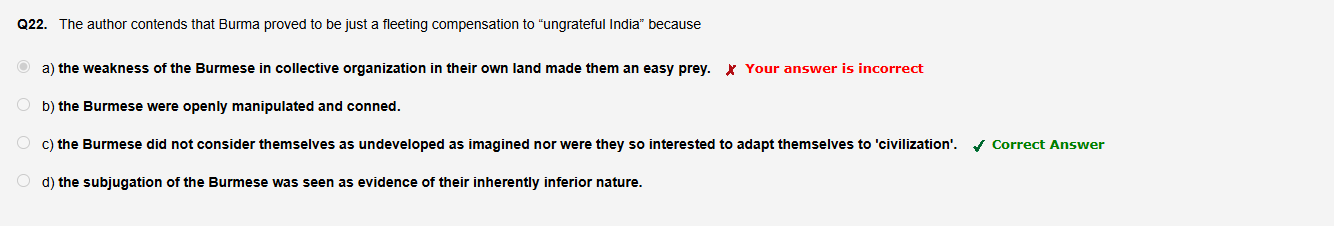 Q22. The author contends that Burma proved to be just a fleeting compensation to “ungrateful India” because
a) the weakness of the Burmese in collective organization in their own land made them an easy prey. ✗ Your answer is incorrect
b) the Burmese were openly manipulated and conned.
c) the Burmese did not consider themselves as undeveloped as imagined nor were they so interested to adapt themselves to 'civilization'. ✓ Correct Answer
d) the subjugation of the Burmese was seen as evidence of their inherently inferior nature.